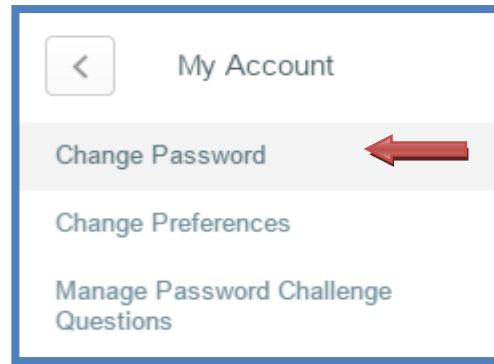 My Account
Change Password
Change Preferences
Manage Password Challenge
Questions